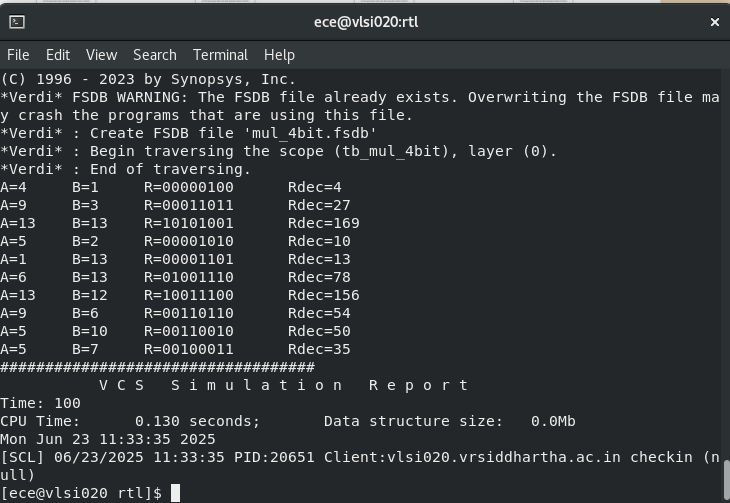 ece@vlsi020:rtl
File Edit View Search Terminal Help
(C) 1996 - 2023 by Synopsys, Inc.
*Verdi* FSDB WARNING: The FSDB file already exists. Overwriting the FSDB file ma
y crash the programs that are using this file.
*Verdi* : Create FSDB file 'mul_4bit.fsdb'
*Verdi* : Begin traversing the scope (tb_mul_4bit), layer (0).
*Verdi* : End of traversing.
A=4 B=1 R=00000100 Rdec=4
A=9 B=3 R=00011011 Rdec=27
A=13 B=13 R=10101001 Rdec=169
A=5 B=2 R=00001010 Rdec=10
A=1 B=13 R=00001101 Rdec=13
A=6 B=13 R=01001110 Rdec=78
A=13 B=12 R=10011100 Rdec=156
A=9 B=6 R=00110110 Rdec=54
A=5 B=10 R=00110010 Rdec=50
A=5 B=7 R=00100011 Rdec=35
###################################
V C S S i m u l a t i o n R e p o r t
Time: 100
CPU Time: 0.130 seconds; Data structure size: 0.0Mb
Mon Jun 23 11:33:35 2025
[SCL] 06/23/2025 11:33:35 PID:20651 Client:vlsi020.vrsiddhartha.ac.in checkin (n
ull)
[ece@vlsi020 rtl]$